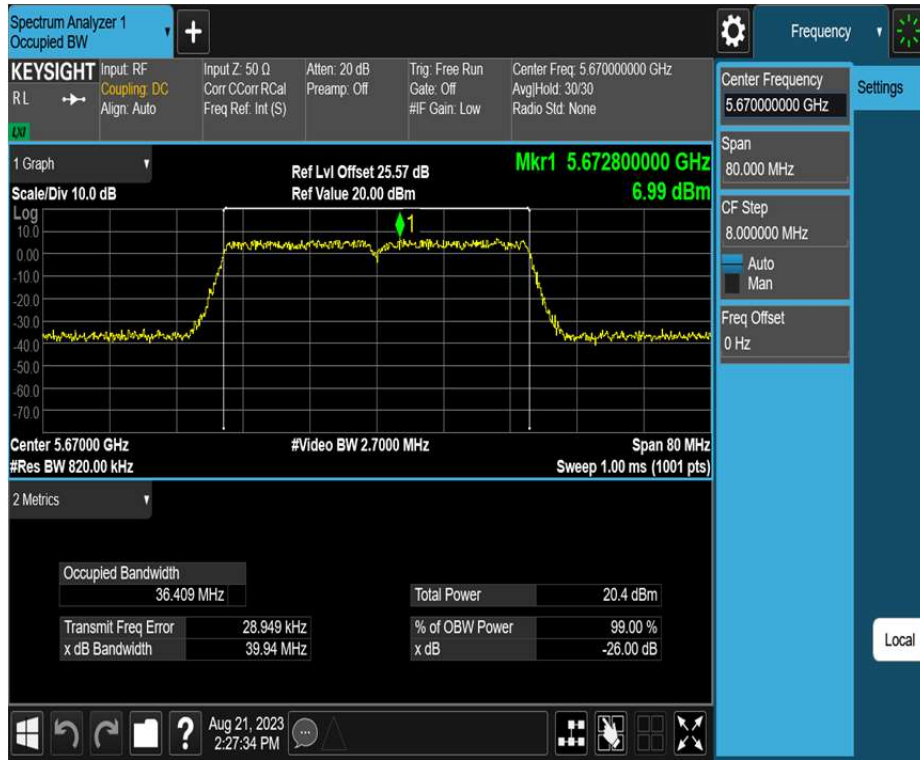 Spectrum Analyzer 1
Occupied BW
+
Frequency
KEYSIGHT
R L
LXI
Input: RF
Coupling: DC
Align: Auto
Input Z: 50 Ω
Corr CCorr RCal
Freq Ref: Int (S)
Atten: 20 dB
Preamp: Off
Trig: Free Run
Gate: Off
#IF Gain: Low
Center Freq: 5.670000000 GHz
Avg|Hold: 30/30
Radio Std: None
Center Frequency
5.670000000 GHz
Settings
Span
80.000 MHz
CF Step
8.000000 MHz
Auto
Man
Freq Offset
0 Hz
1 Graph
Scale/Div 10.0 dB
Ref Lvl Offset 25.57 dB
Ref Value 20.00 dBm
Mkr1 5.672800000 GHz
6.99 dBm
Log
10.0
0.00
-10.0
-20.0
-30.0
-40.0
-50.0
-60.0
-70.0
1
Center 5.67000 GHz
#Video BW 2.7000 MHz
Span 80 MHz
#Res BW 820.00 kHz
Sweep 1.00 ms (1001 pts)
2 Metrics
Occupied Bandwidth
36.409 MHz
Total Power 20.4 dBm
Transmit Freq Error 28.949 kHz
% of OBW Power 99.00 %
x dB Bandwidth 39.94 MHz
x dB -26.00 dB
Local
?
Aug 21, 2023
2:27:34 PM